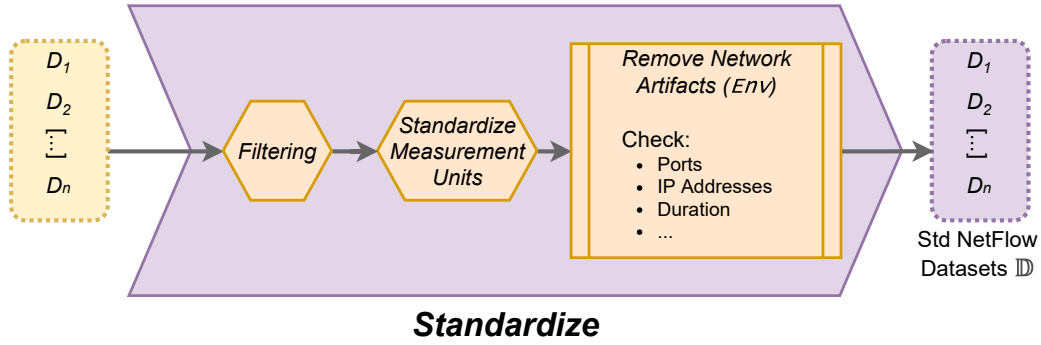 D1
D2
[...]
Dn
Filtering
Standardize
Measurement
Units
Remove Network
Artifacts (Env)
Check:
• Ports
• IP Addresses
• Duration
• ...
D1
D2
[...]
Dn
Std NetFlow
Datasets 𝔻
Standardize